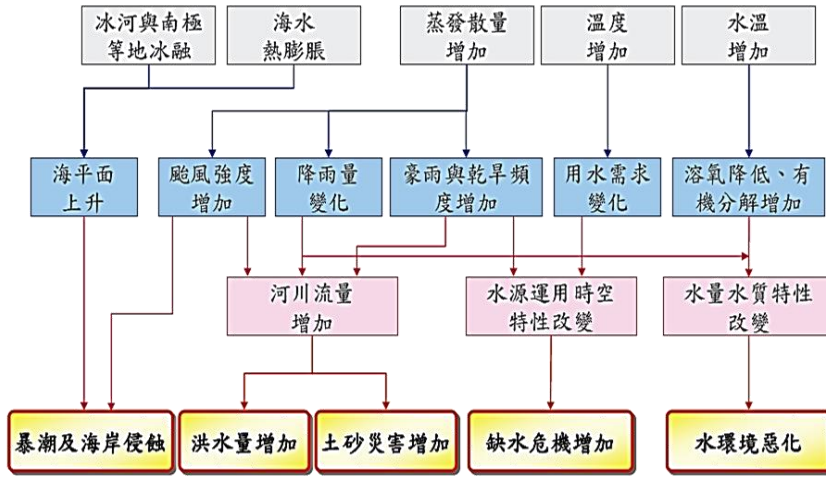 冰河與南極
等地冰融
海水
熱膨脹
蒸發散量
增加
溫度
增加
水溫
增加
海平面
上升
颱風強度
增加
降雨量
變化
豪雨與乾旱頻
度增加
用水需求
變化
溶氧降低、有
機分解增加
河川流量
增加
水源運用時空
特性改變
水量水質特性
改變
暴潮及海岸侵蝕
洪水量增加
土砂災害增加
缺水危機增加
水環境惡化